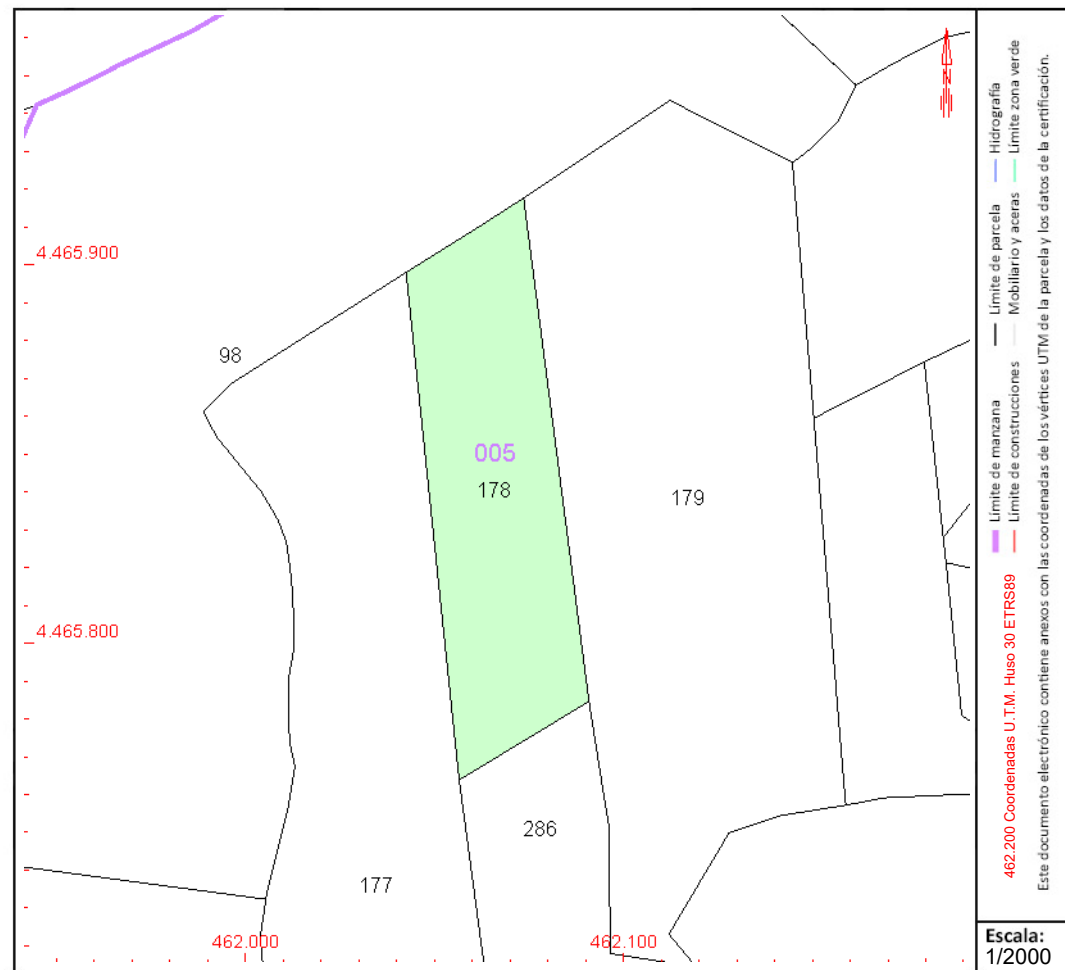 4.465.900
98
005
178
179
4.465.800
286
177
462.000
462.100
N
Límite de manzana
Límite de parcela
Hidrografía
Límite de construcciones
Mobiliario y aceras
Límite zona verde
462.200 Coordenadas U.T.M. Huso 30 ETRS89
Este documento electrónico contiene anexos con las coordenadas de los vértices UTM de la parcela y los datos de la certificación.
Escala:
1/2000